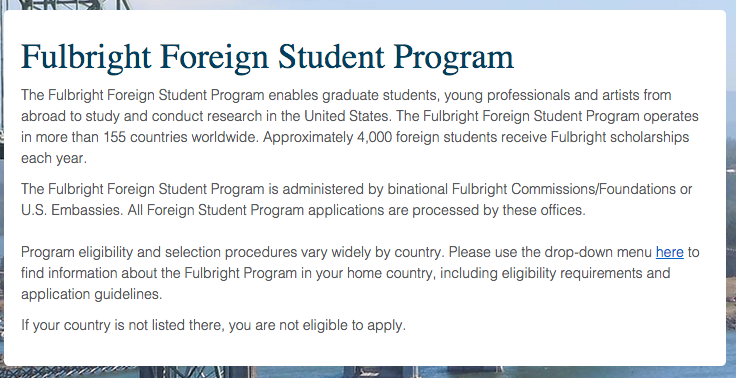 Fulbright Foreign Student Program
The Fulbright Foreign Student Program enables graduate students, young professionals and artists from
abroad to study and conduct research in the United States. The Fulbright Foreign Student Program operates
in more than 155 countries worldwide. Approximately 4,000 foreign students receive Fulbright scholarships
each year.
The Fulbright Foreign Student Program is administered by binational Fulbright Commissions/Foundations or
U.S. Embassies. All Foreign Student Program applications are processed by these offices.
Program eligibility and selection procedures vary widely by country. Please use the drop-down menu here to
find information about the Fulbright Program in your home country, including eligibility requirements and
application guidelines.
If your country is not listed there, you are not eligible to apply.